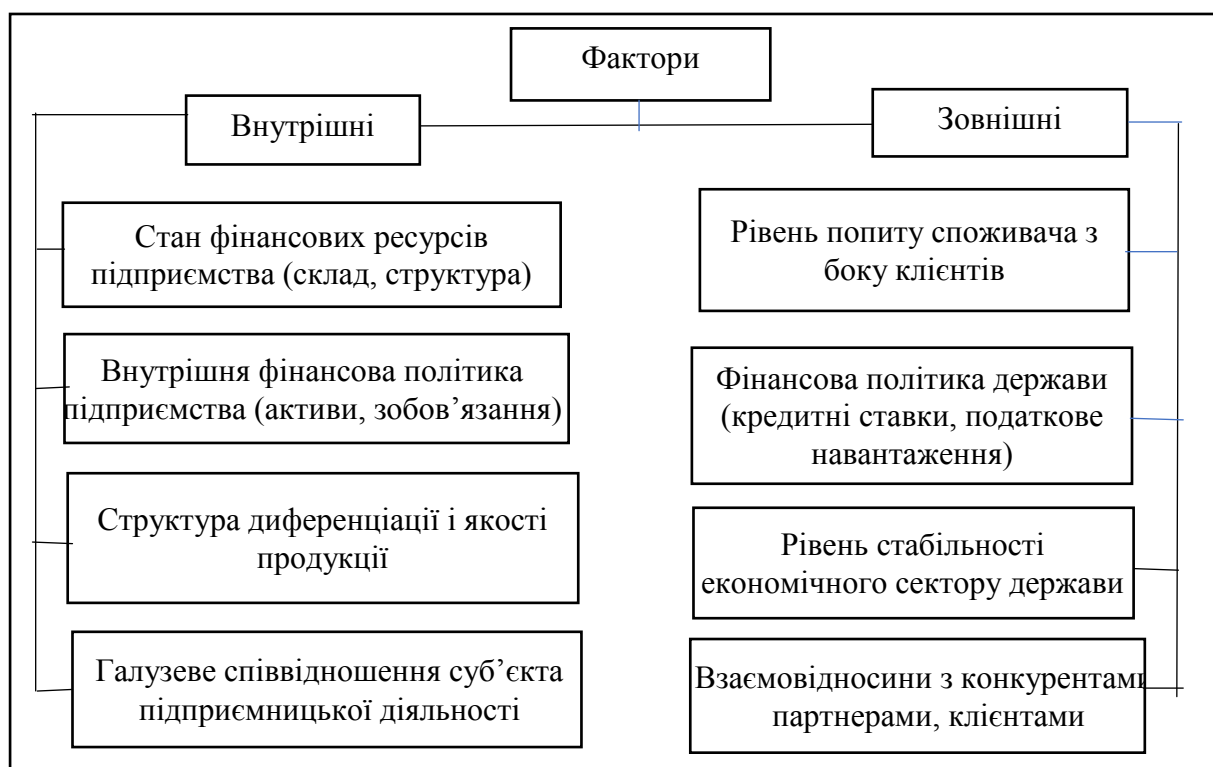 Фактори
Внутрішні
Зовнішні
Стан фінансових ресурсів
підприємства (склад, структура)
Внутрішня фінансова політика
підприємства (активи, зобов’язання)
Структура диференціації і якості
продукції
Галузеве співвідношення суб’єкта
підприємницької діяльності
Рівень попиту споживача з
боку клієнтів
Фінансова політика держави
(кредитні ставки, податкове
навантаження)
Рівень стабільності
економічного сектору держави
Взаємовідносини з конкурентами
партнерами, клієнтами